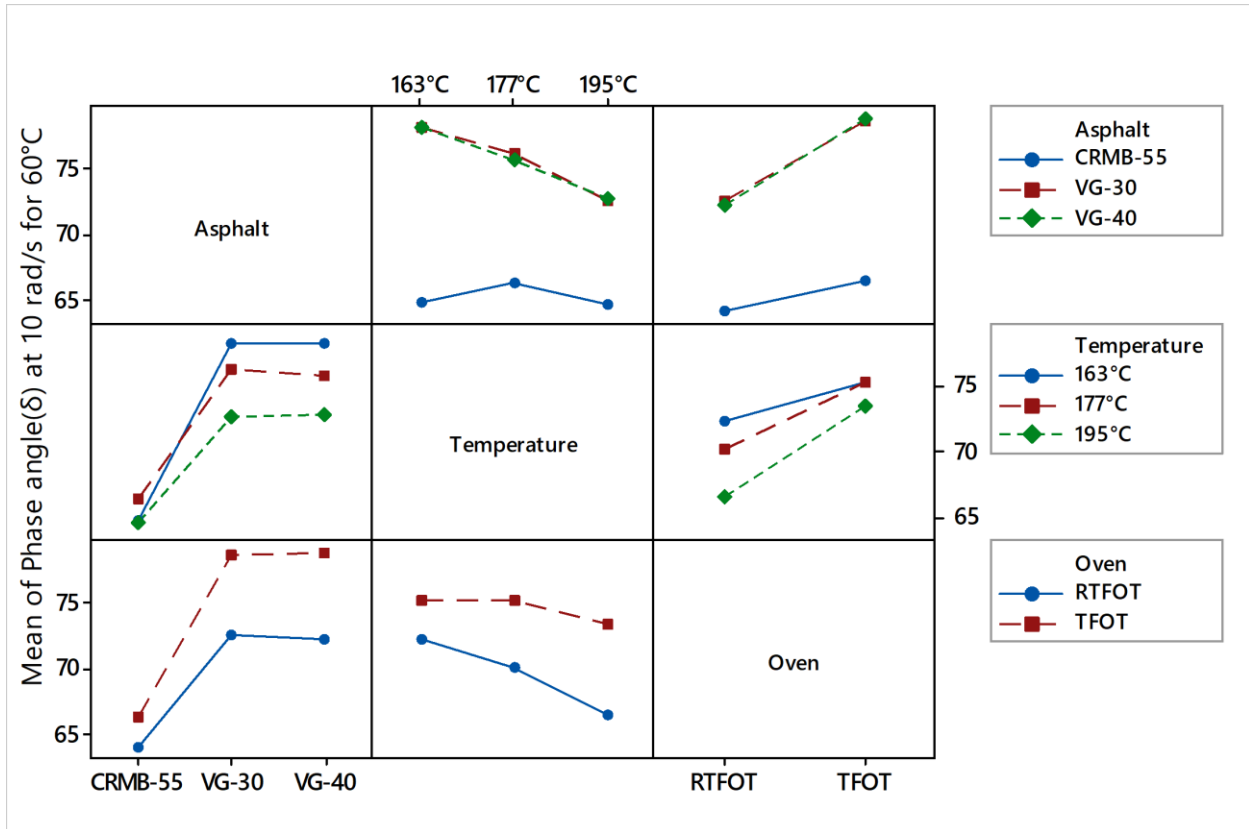 Mean of Phase angle(δ) at 10 rad/s for 60°C
163°C 177°C 195°C
75
70
65
Asphalt
Temperature
75
70
65
75
70
65
Oven
CRMB-55 VG-30 VG-40
RTFOT TFOT
Asphalt
CRMB-55
VG-30
VG-40
Temperature
163°C
177°C
195°C
Oven
RTFOT
TFOT